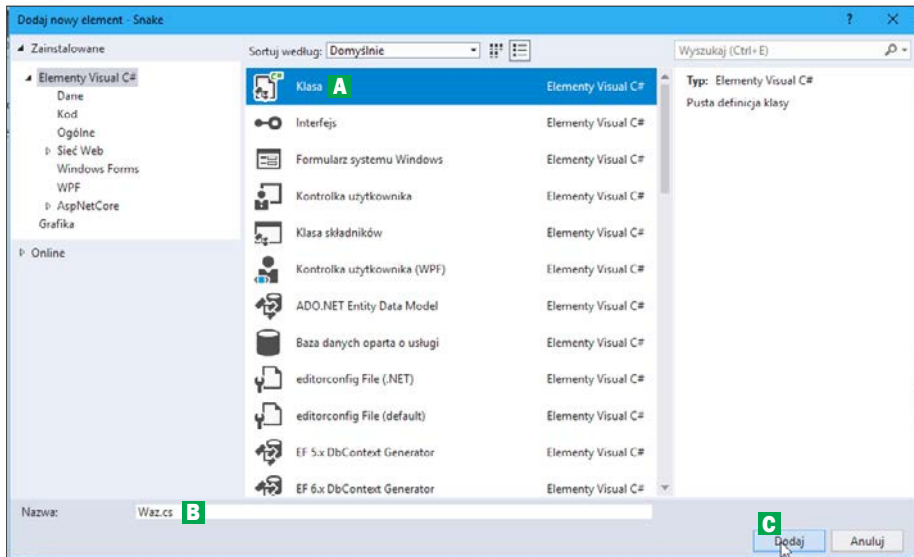 Dodaj nowy element - Snake
? ×
Zainstalowane
Elementy Visual C#
Dane
Kod
Ogólne
Sieć Web
Windows Forms
WPF
AspNetCore
Grafika
Online
Sortuj według: Domyślnie
Klasa A Elementy Visual C#
Interfejs Elementy Visual C#
Formularz systemu Windows Elementy Visual C#
Kontrolka użytkownika Elementy Visual C#
Klasa składników Elementy Visual C#
Kontrolka użytkownika (WPF) Elementy Visual C#
ADO.NET Entity Data Model Elementy Visual C#
Baza danych oparta o usługi Elementy Visual C#
editorconfig File (.NET) Elementy Visual C#
editorconfig File (default) Elementy Visual C#
EF 5.x DbContext Generator Elementy Visual C#
EF 6.x DbContext Generator Elementy Visual C#
Wyszukaj (Ctrl+E)
Typ: Elementy Visual C#
Pusta definicja klasy
Nazwa: Waz.cs B
C
Dodaj Anuluj